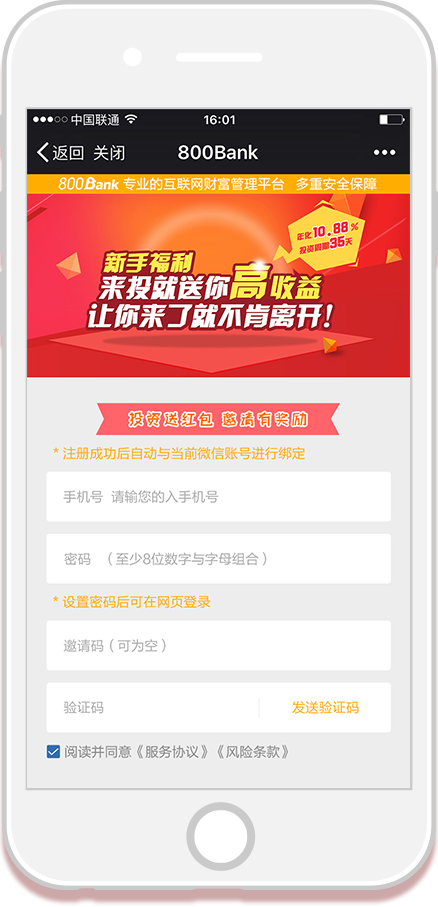 中国联通 16:01
返回 关闭 800Bank
800Bank 专业的互联网财富管理平台 多重安全保障
年化10.88%
投资周期35天
新手福利
来投就送你高收益
让你来了就不肯离开!
投资送红包 邀请有奖励
* 注册成功后自动与当前微信账号进行绑定
手机号 请输您的入手机号
密码 (至少8位数字与字母组合)
* 设置密码后可在网页登录
邀请码(可为空)
验证码 发送验证码
阅读并同意《服务协议》《风险条款》